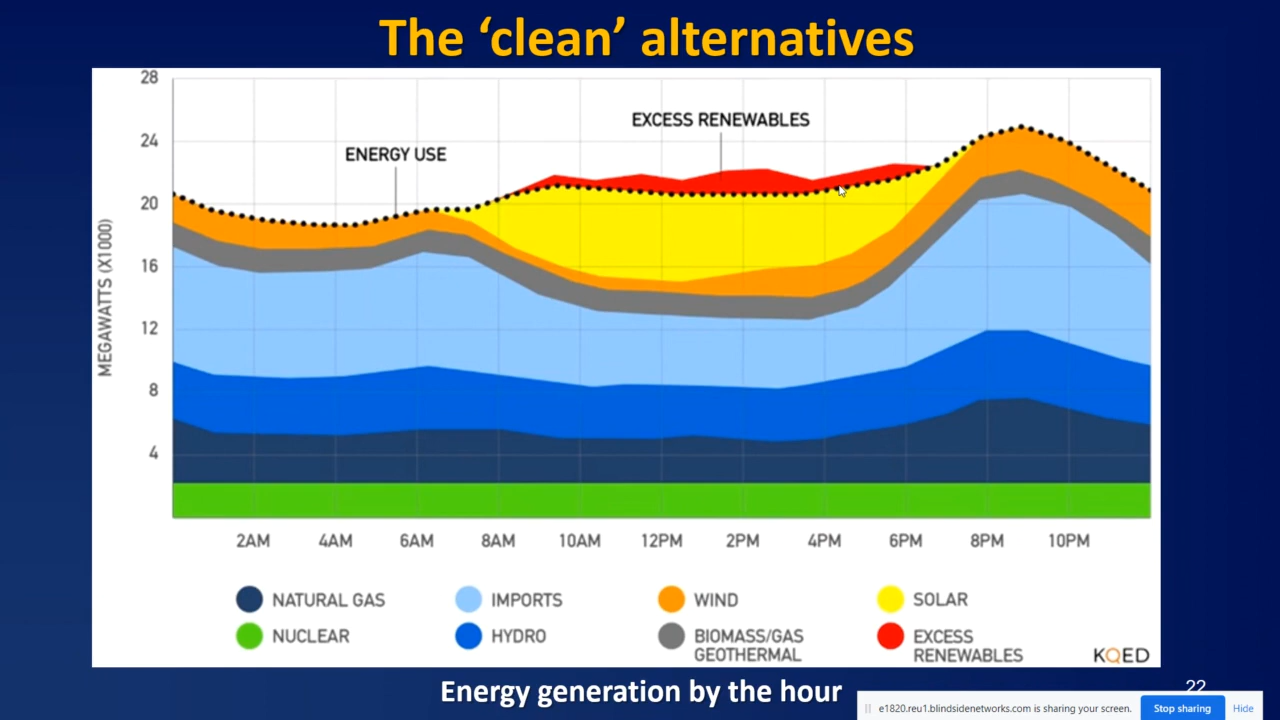 The ‘clean’ alternatives
28
24
20
16
12
8
4
MEGAWATTS (X1000)
ENERGY USE
EXCESS RENEWABLES
2AM 4AM 6AM 8AM 10AM 12PM 2PM 4PM 6PM 8PM 10PM
NATURAL GAS IMPORTS WIND SOLAR
NUCLEAR HYDRO BIOMASS/GAS GEOTHERMAL EXCESS RENEWABLES
KQED
Energy generation by the hour
22
e1820.reu1.blindsidenetworks.com is sharing your screen. Stop sharing Hide